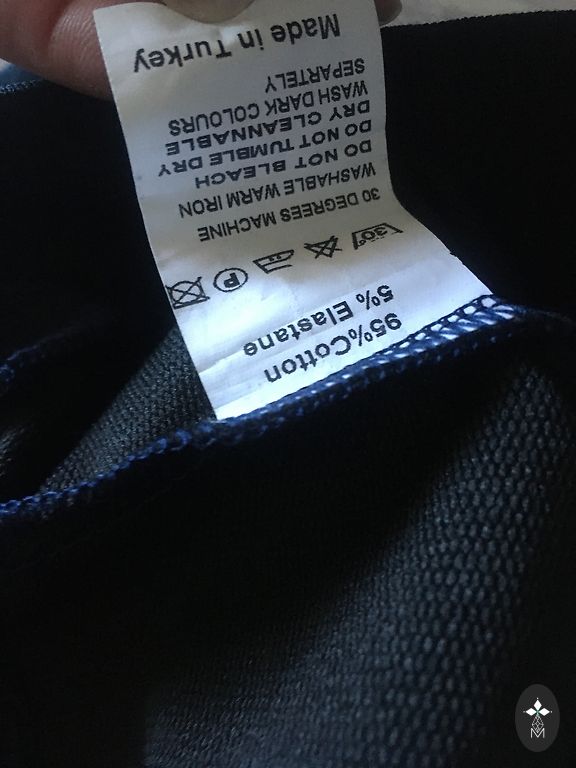 95%Cotton
5% Elastane
30°
P
30 DEGREES MACHINE
WASHABLE WARM IRON
DO NOT BLEACH
DO NOT TUMBLE DRY
DRY CLEANNABLE
WASH DARK COLOURS
SEPARTELY
Made in Turkey
M